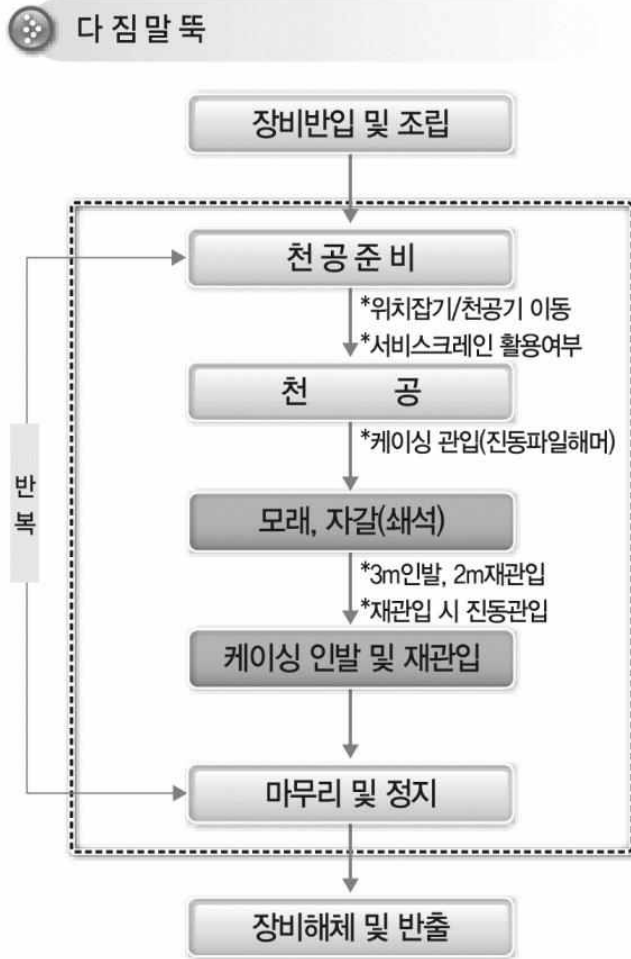 다짐말뚝
장비반입 및 조립
천공준비
*위치잡기/천공기 이동
*서비스크레인 활용여부
천 공
*케이싱 관입(진동파일해머)
반복
모래, 자갈(쇄석)
*3m인발, 2m재관입
*재관입 시 진동관입
케이싱 인발 및 재관입
마무리 및 정지
장비해체 및 반출